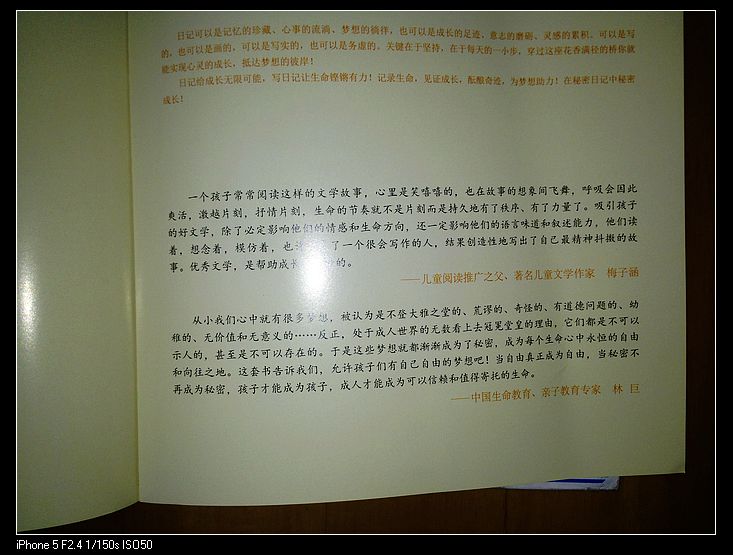 日记可以是记忆的珍藏、心事的流淌、梦想的徜徉，也可以是成长的足迹、意志的磨砺、灵感的累积。可以是写
的，也可以是画的，可以是写实的，也可以是务虚的。关键在于坚持，在于每天的一小步，穿过这座花香满径的桥你就
能实现心灵的成长，抵达梦想的彼岸！
日记给成长无限可能，写日记让生命铿锵有力！记录生命，见证成长，酝酿奇迹，为梦想助力！在秘密日记中秘密
成长！
一个孩子常常阅读这样的文学故事，心里是笑嘻嘻的，也在故事的想象间飞舞，呼吸会因此
爽活，激越片刻，抒情片刻，生命的节奏就不是片刻而是持久地有了秩序、有了力量了。吸引孩子
的好文学，除了必定影响他们的情感和生命方向，还一定影响他们的语言味道和叙述能力，他们读
着，想念着，模仿着，也 了一个很会写作的人，结果创造性地写出了自己最精神抖擞的故
事。优秀文学，是帮助成长 的。
——儿童阅读推广之父、著名儿童文学作家 梅子涵
从小我们心中就有很多梦想，被认为是不登大雅之堂的、荒谬的、奇怪的、有道德问题的、幼
稚的、无价值和无意义的……反正，处于成人世界的无数看上去冠冕堂皇的理由，它们都是不可以
示人的，甚至是不可以存在的。于是这些梦想就都渐渐成为了秘密，成为每个生命心中永恒的自由
和向往之地。这套书告诉我们，允许孩子们有自己自由的梦想吧！当自由真正成为自由，当秘密不
再成为秘密，孩子才能成为孩子，成人才能成为可以信赖和值得寄托的生命。
——中国生命教育、亲子教育专家 林 巨
iPhone 5 F2.4 1/150s ISO50